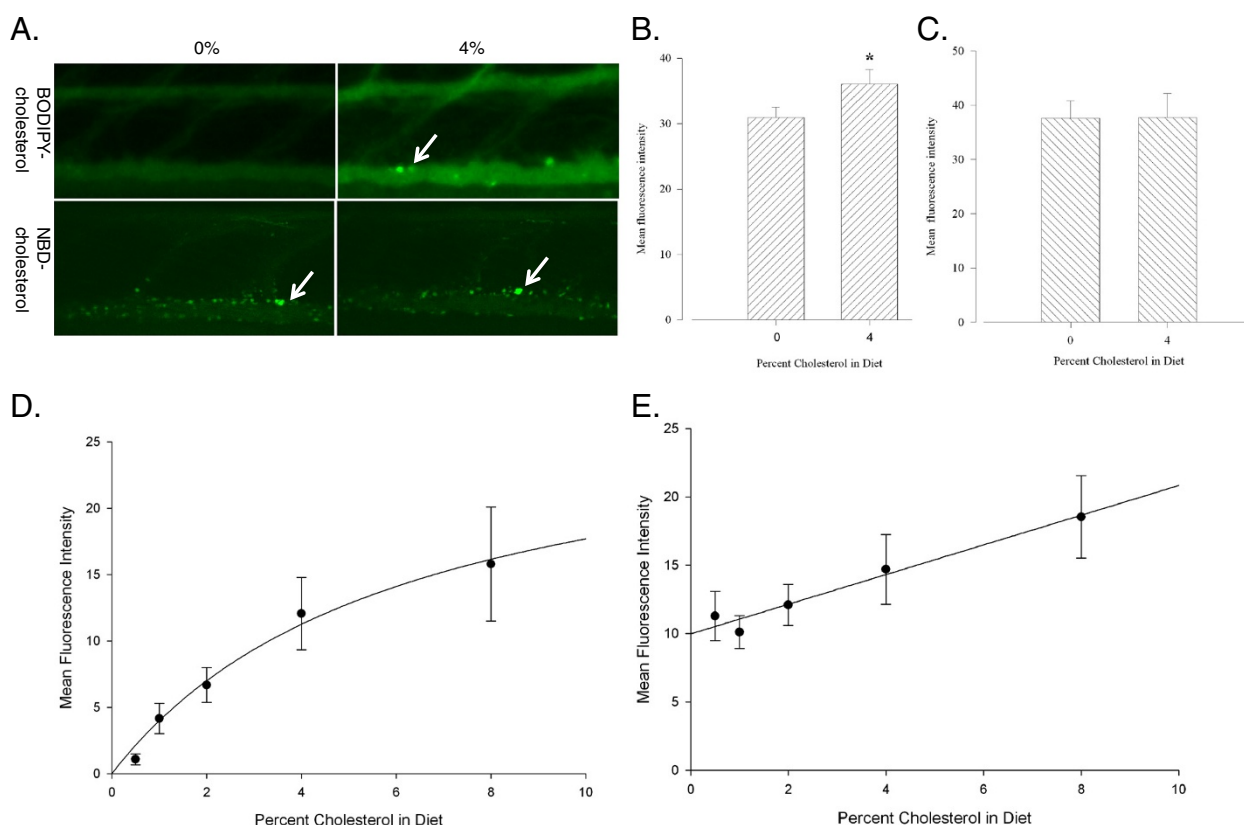 A.
0%
4%
BODIPY-
cholesterol
NBD-
cholesterol
B.
Mean fluorescence intensity
40
30
20
10
0
*
0
4
Percent Cholesterol in Diet
C.
Mean fluorescence intensity
50
40
30
20
10
0
0
4
Percent Cholesterol in Diet
D.
Mean Fluorescence Intensity
25
20
15
10
5
0
0 2 4 6 8 10
Percent Cholesterol in Diet
E.
Mean Fluorescence Intensity
25
20
15
10
5
0
0 2 4 6 8 10
Percent Cholesterol in Diet